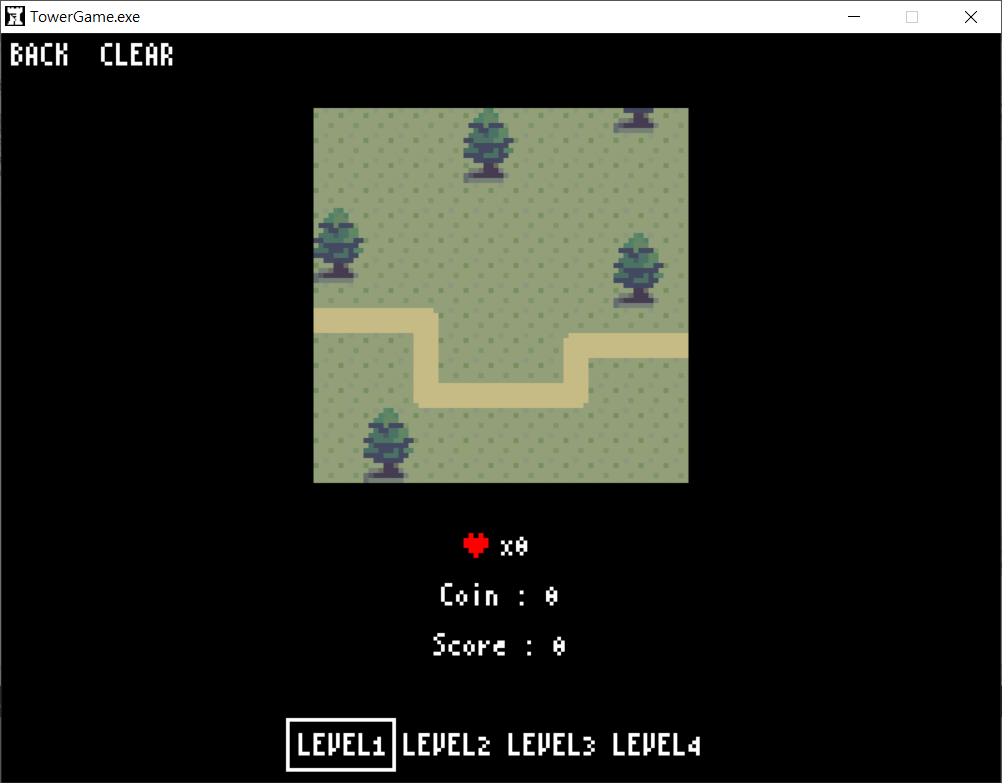 TowerGame.exe
BACK CLEAR
x0
Coin : 0
Score : 0
LEVEL1 LEVEL2 LEVEL3 LEVEL4